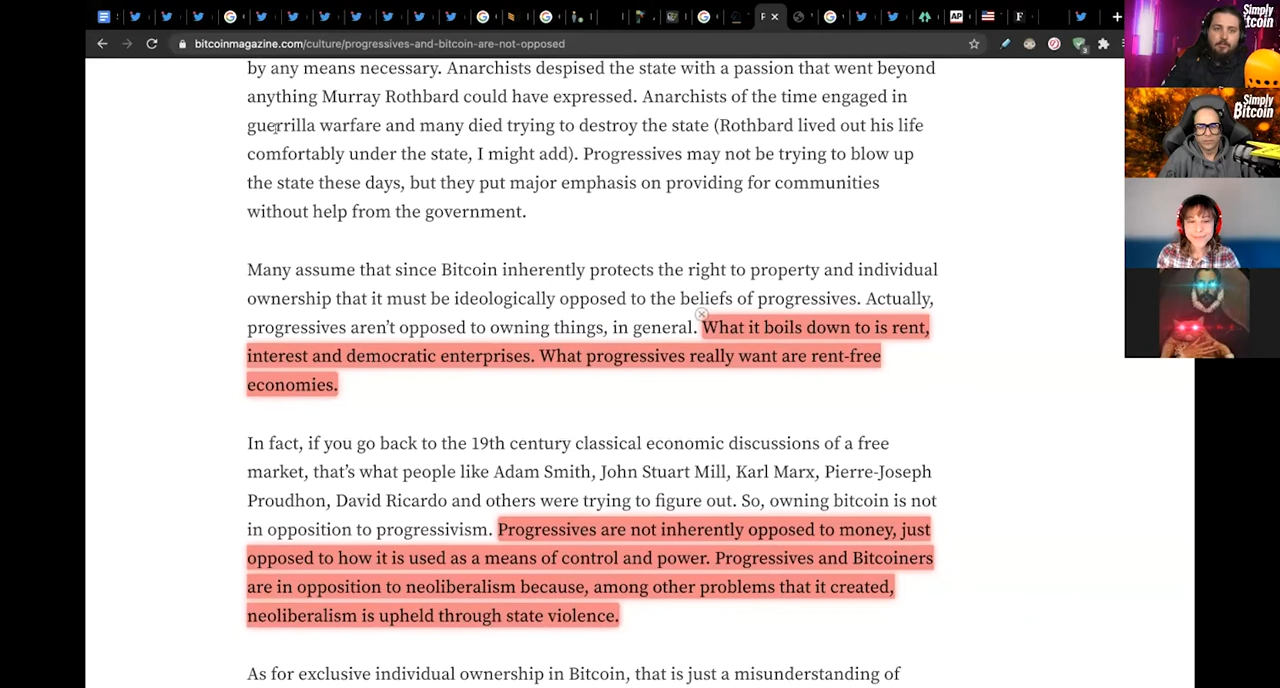 AP
F
P
bitcoinmagazine.com/culture/progressives-and-bitcoin-are-not-opposed
3
by any means necessary. Anarchists despised the state with a passion that went beyond
anything Murray Rothbard could have expressed. Anarchists of the time engaged in
guerrilla warfare and many died trying to destroy the state (Rothbard lived out his life
comfortably under the state, I might add). Progressives may not be trying to blow up
the state these days, but they put major emphasis on providing for communities
without help from the government.
Many assume that since Bitcoin inherently protects the right to property and individual
ownership that it must be ideologically opposed to the beliefs of progressives. Actually,
progressives aren’t opposed to owning things, in general. What it boils down to is rent,
interest and democratic enterprises. What progressives really want are rent-free
economies.
In fact, if you go back to the 19th century classical economic discussions of a free
market, that’s what people like Adam Smith, John Stuart Mill, Karl Marx, Pierre-Joseph
Proudhon, David Ricardo and others were trying to figure out. So, owning bitcoin is not
in opposition to progressivism. Progressives are not inherently opposed to money, just
opposed to how it is used as a means of control and power. Progressives and Bitcoiners
are in opposition to neoliberalism because, among other problems that it created,
neoliberalism is upheld through state violence.
As for exclusive individual ownership in Bitcoin, that is just a misunderstanding of
Simply
Bitcoin